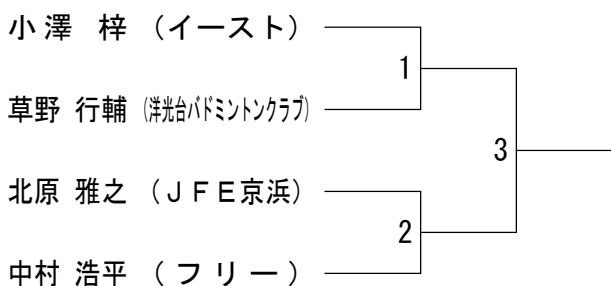 小澤 梓 (イースト)
1
草野 行輔 (洋光台バドミントンクラブ)
3
北原 雅之 (JFE京浜)
2
中村 浩平 (フリー)